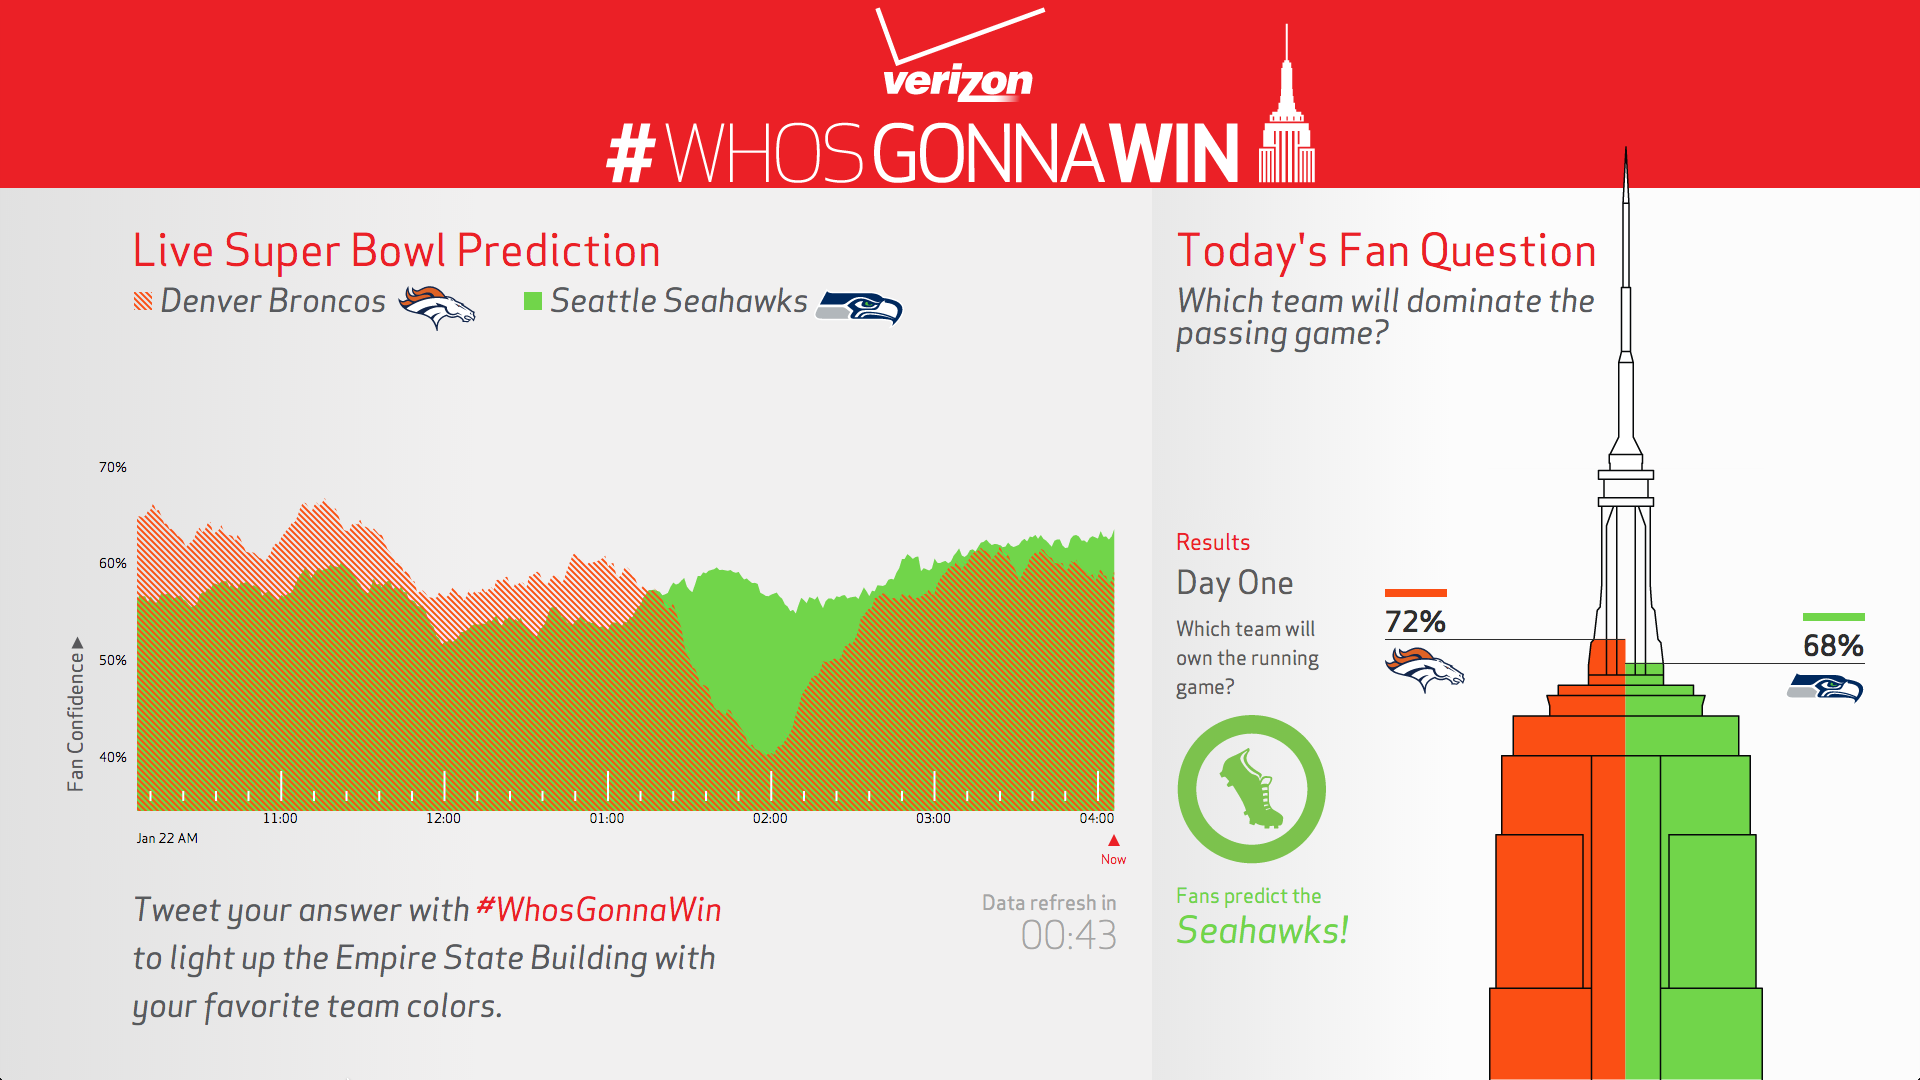 verizon
#WHOSGONNAWIN
Live Super Bowl Prediction
Denver Broncos
Seattle Seahawks
70%
60%
50%
40%
Fan Confidence
11:00
12:00
01:00
02:00
03:00
04:00
Jan 22 AM
Now
Tweet your answer with #WhosGonnaWin
to light up the Empire State Building with
your favorite team colors.
Data refresh in
00:43
Today's Fan Question
Which team will dominate the
passing game?
Results
Day One
Which team will
own the running
game?
72%
68%
Fans predict the
Seahawks!